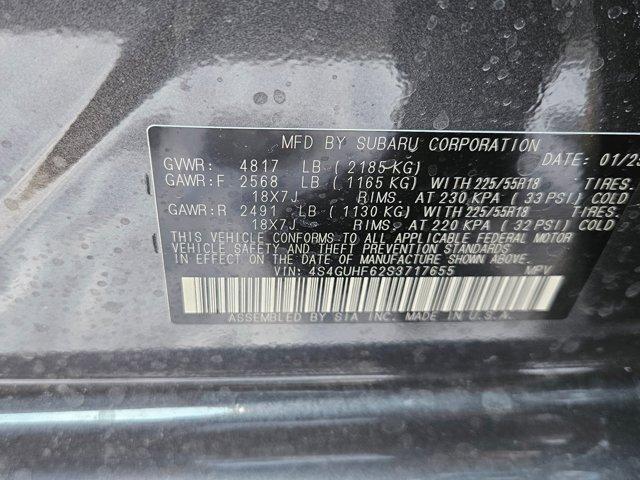 MFD BY SUBARU CORPORATION
GVWR: 4817 LB ( 2185 KG) 01/25
GAWR:F 2568 LB ( 1165 KG) WITH 225/55R18 TIRES.
18X7J RIMS. AT 230 KPA ( 33 PSI) COLD
GAWR:R 2491 LB ( 1130 KG) WITH 225/55R18 TIRES.
18X7J RIMS. AT 220 KPA ( 32 PSI) COLD
THIS VEHICLE CONFORMS TO ALL APPLICABLE FEDERAL MOTOR
VEHICLE SAFETY AND THEFT PREVENTION STANDARDS
IN EFFECT ON THE DATE OF MANUFACTURE SHOWN ABOVE.
VIN: 4S4GUHF62S3717655 MPV
ASSEMBLED BY SIA INC. MADE IN U.S.A.